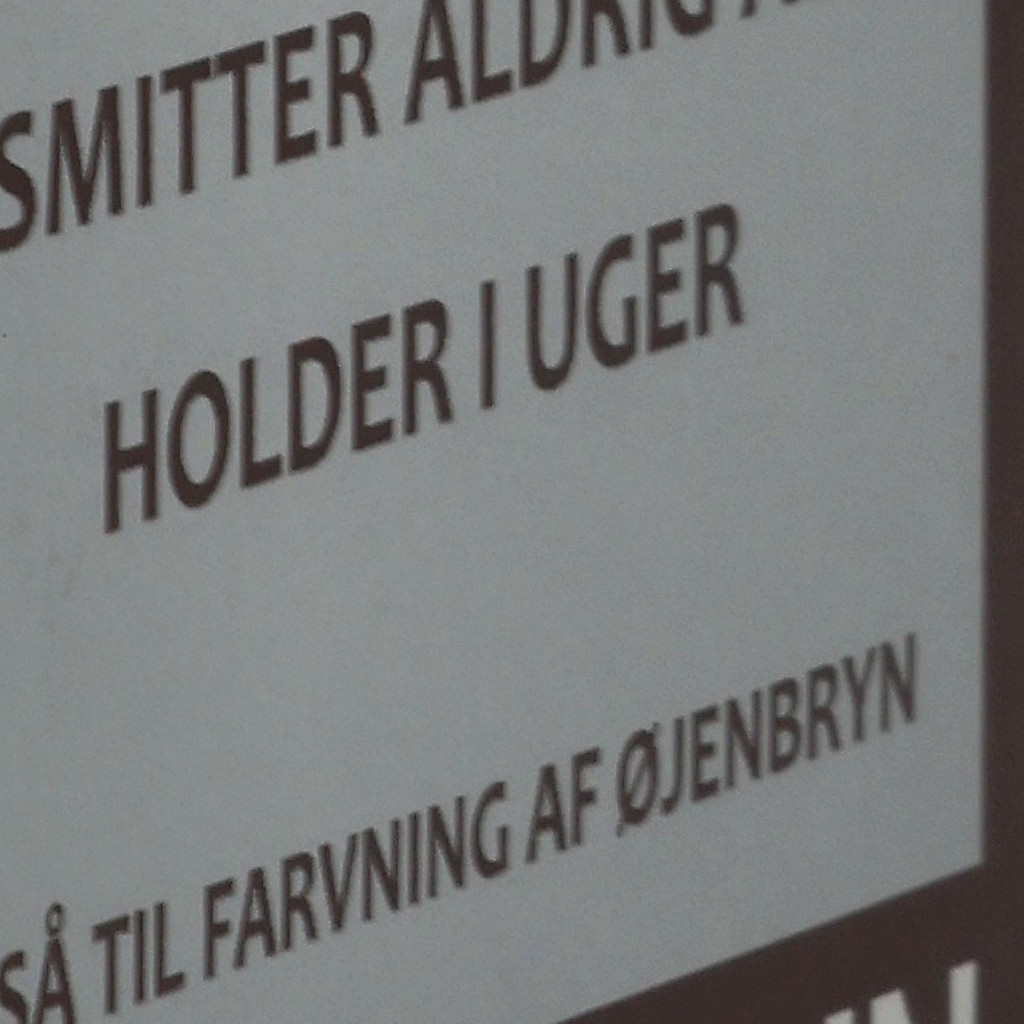 SMITTER ALDRIG
HOLDER I UGER
SÅ TIL FARVNING AF ØJENBRYN